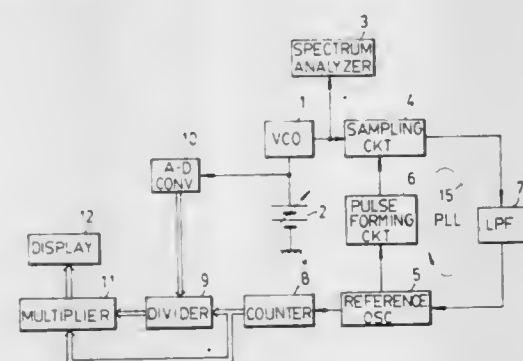 3
SPECTRUM
ANALYZER
1
4
VCO
SAMPLING
CKT
10
A-D
CONV
6
PULSE
FORMING
CKT
15
PLL
7
LPF
2
12
DISPLAY
11
MULTIPLIER
9
DIVIDER
8
COUNTER
5
REFERENCE
OSC